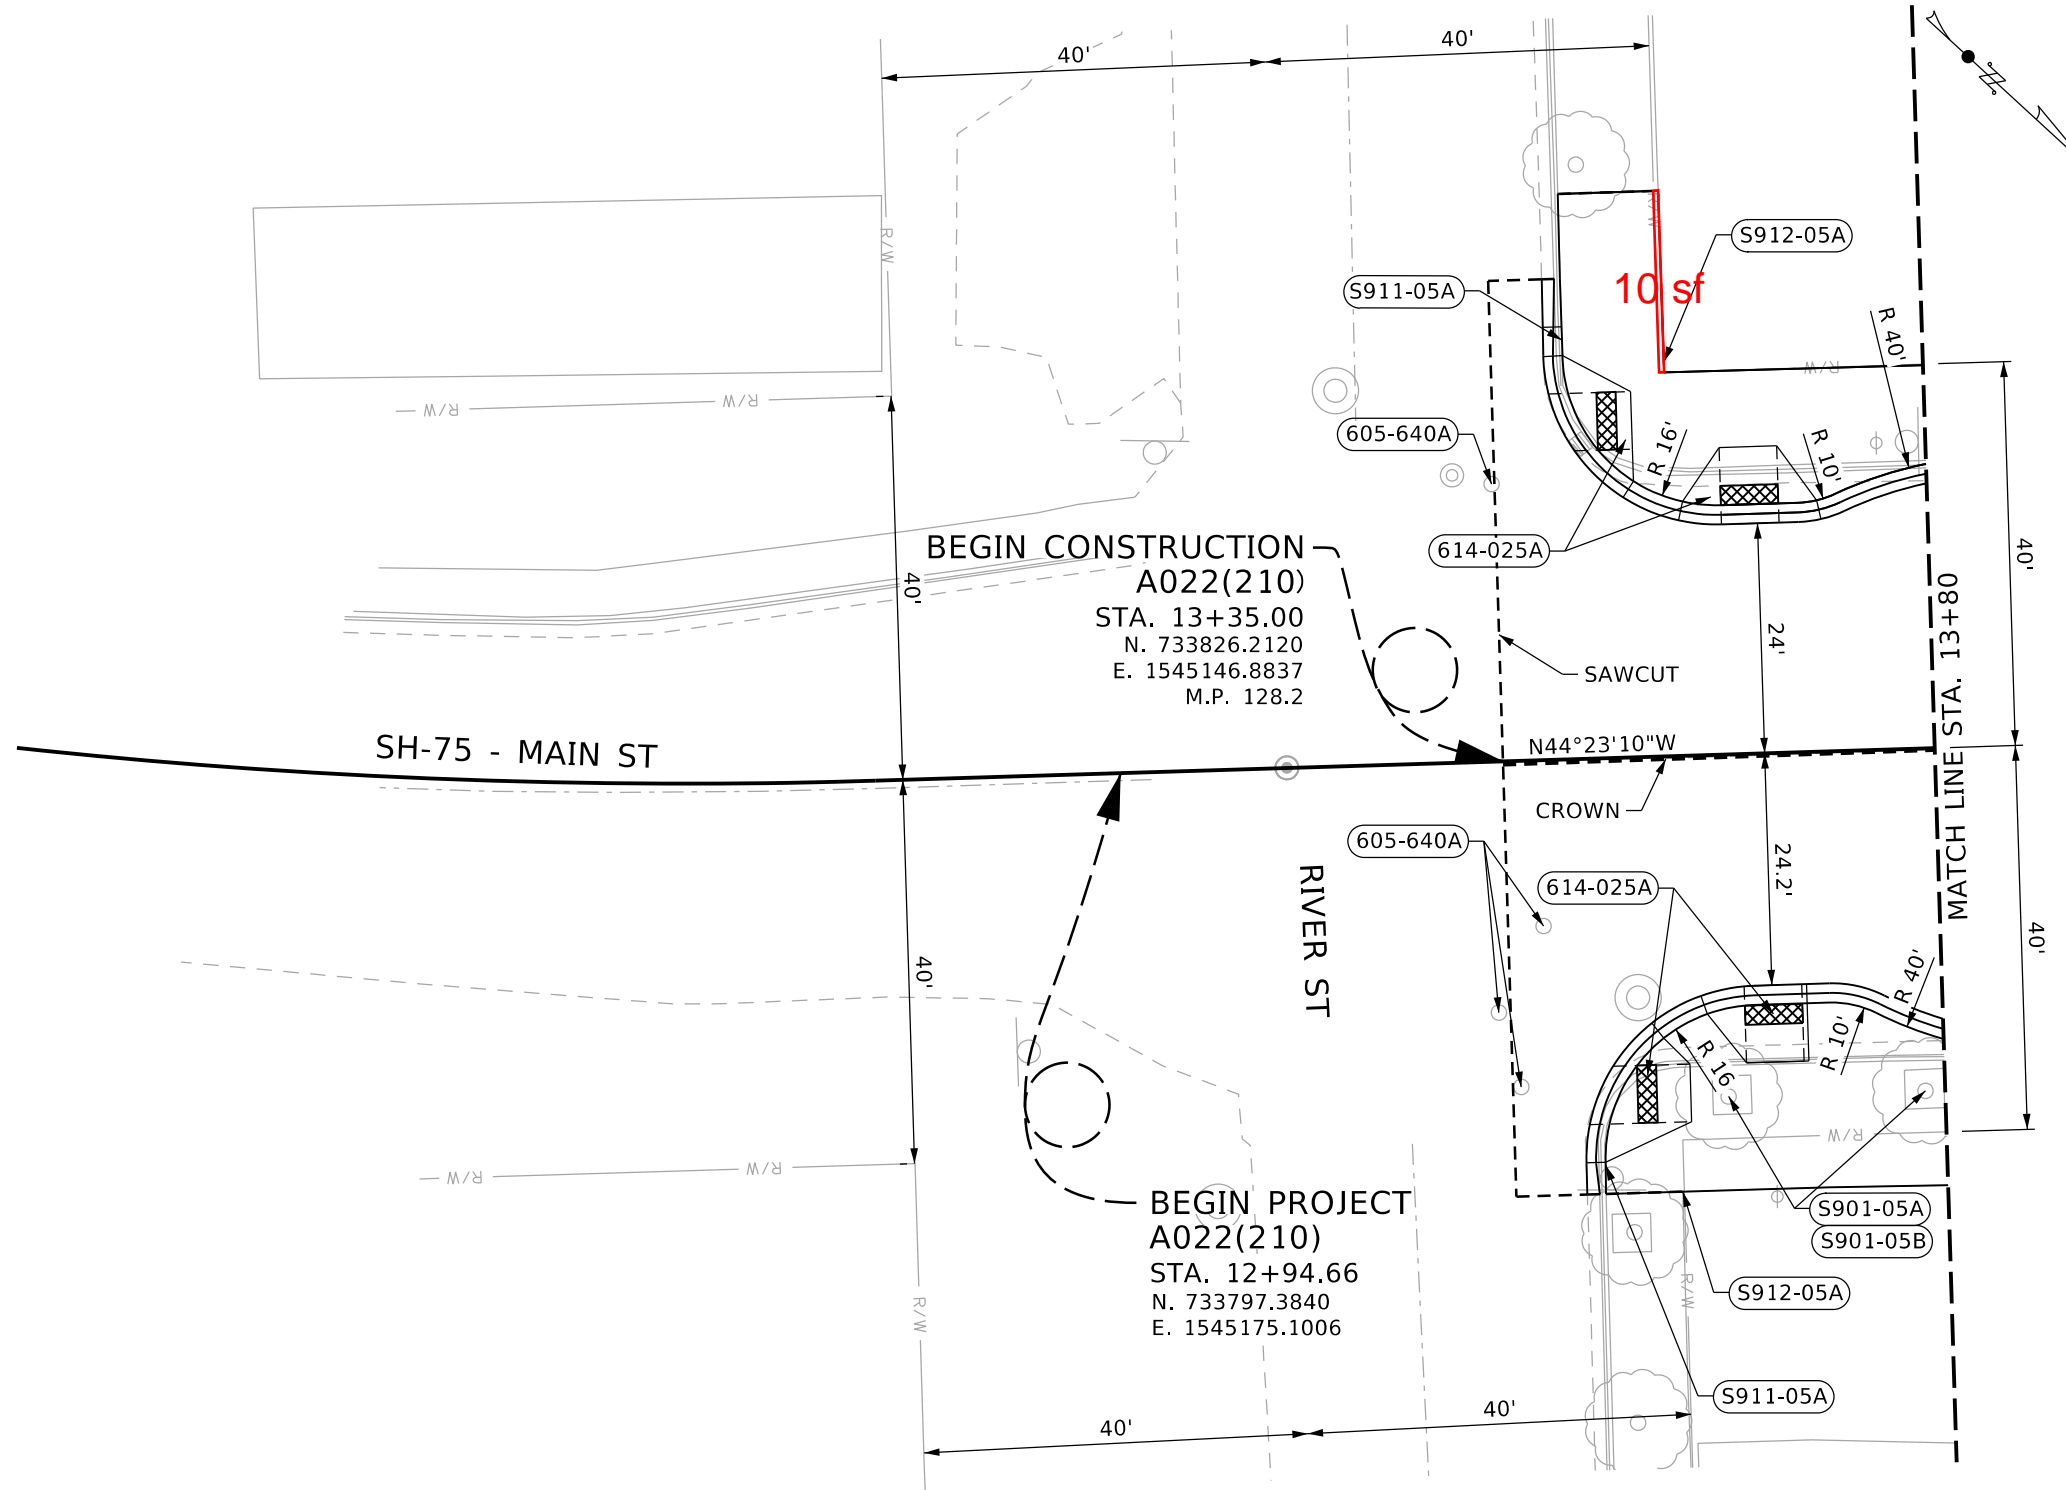 40'
40'
R/W
R/W
S912-05A
S911-05A
10 sf
R 40'
R/W
R/W
R/W
605-640A
R 16'
R 10'
N
614-025A
BEGIN CONSTRUCTION
A022(210)
STA. 13+35.00
N. 733826.2120
E. 1545146.8837
M.P. 128.2
40'
40'
24'
SAWCUT
MATCH LINE STA. 13+80
SH-75 - MAIN ST
N44°23'10"W
CROWN
605-640A
614-025A
24.2'
RIVER ST
40'
40'
R 40'
R 10'
R 16
R/W
R/W
R/W
BEGIN PROJECT
A022(210)
STA. 12+94.66
N. 733797.3840
E. 1545175.1006
S901-05A
S901-05B
S912-05A
R/W
R/W
S911-05A
40'
40'